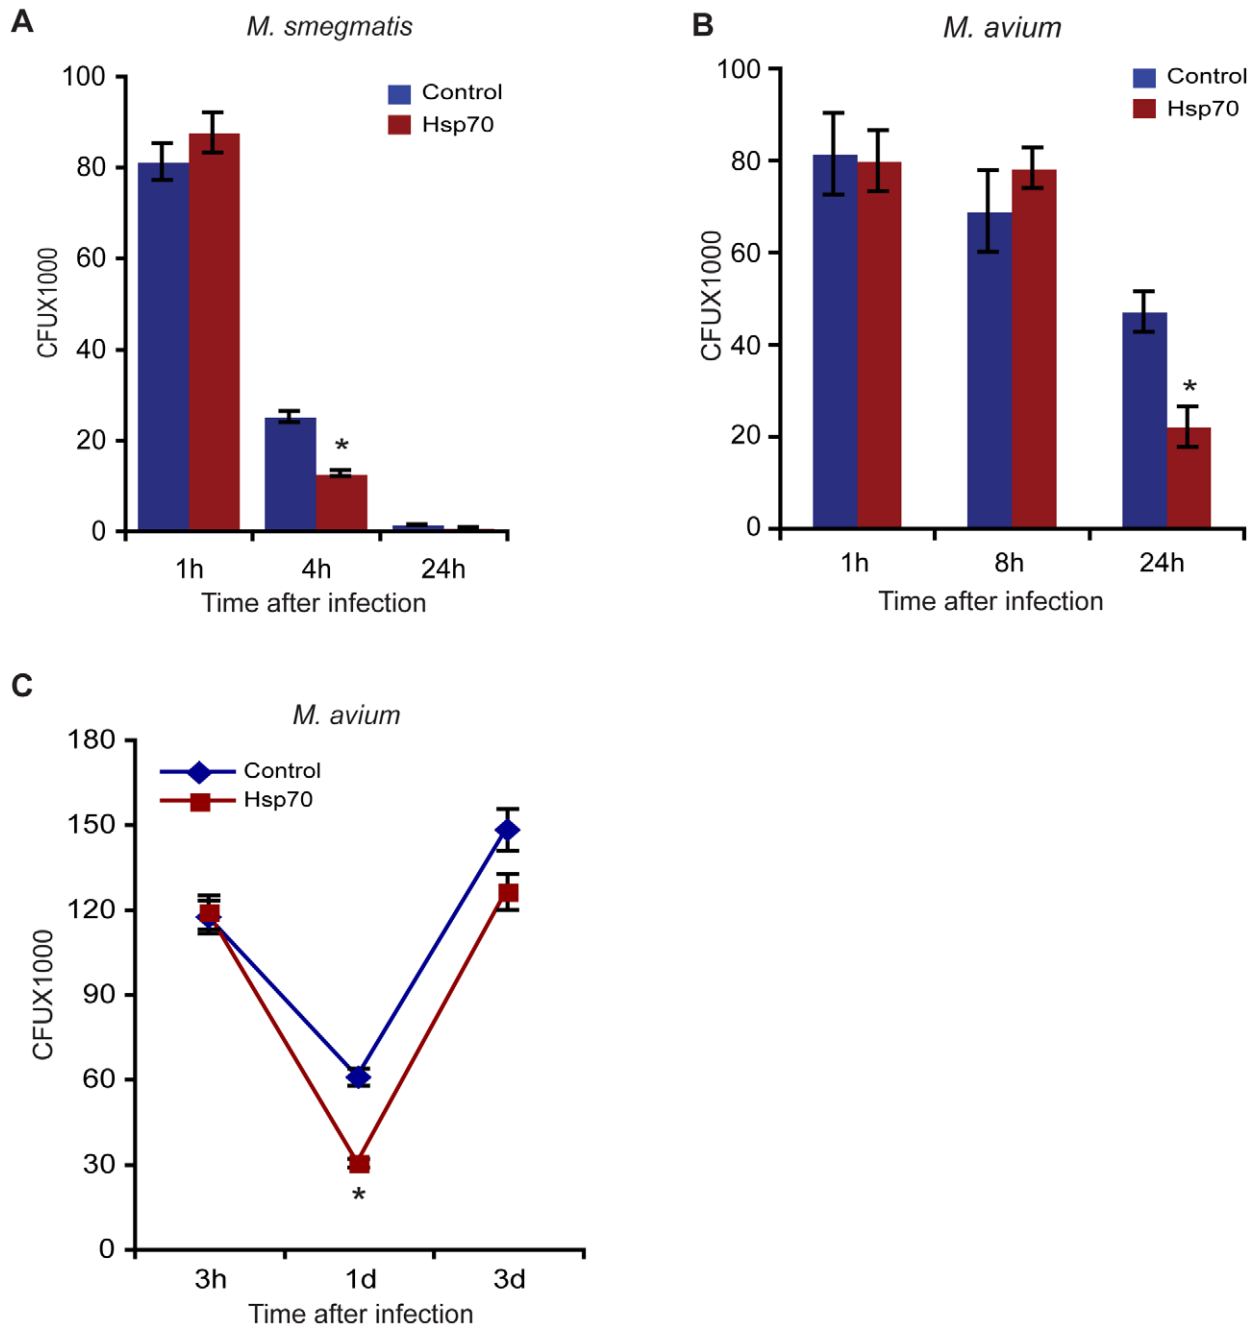 A
M. smegmatis
100
80
60
40
20
0
CFUX1000
Control
Hsp70
*
1h
4h
24h
Time after infection
B
M. avium
100
80
60
40
20
0
CFUX1000
Control
Hsp70
*
1h
8h
24h
Time after infection
C
M. avium
180
150
120
90
60
30
0
CFUX1000
Control
Hsp70
*
3h
1d
3d
Time after infection